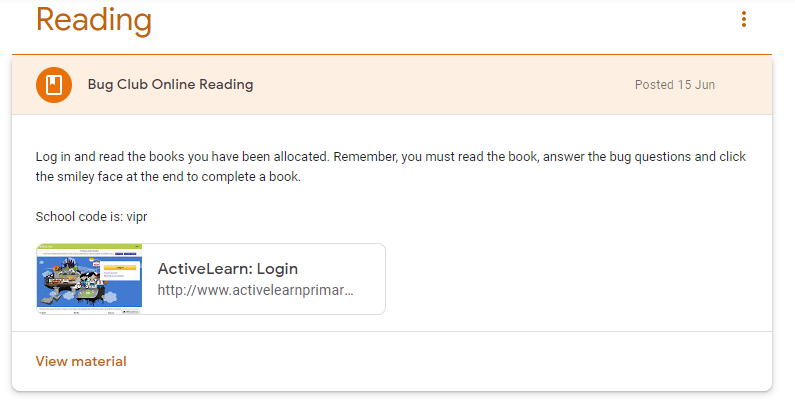 Reading
Bug Club Online Reading
Posted 15 Jun
Log in and read the books you have been allocated. Remember, you must read the book, answer the bug questions and click
the smiley face at the end to complete a book.
School code is: vipr
ActiveLearn: Login
http://www.activelearnprimar...
View material